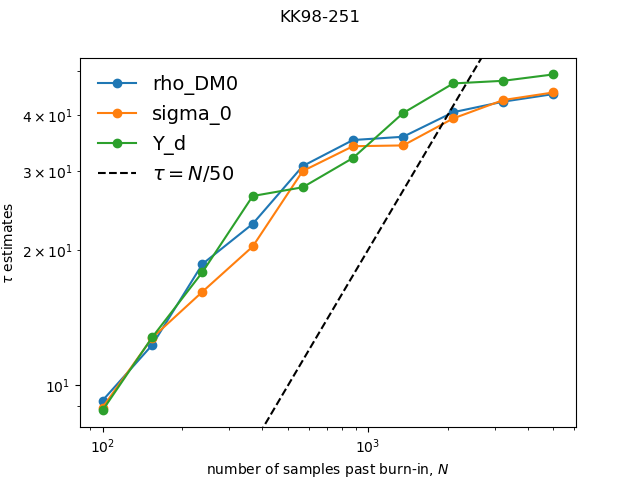 KK98-251
rho_DM0
sigma_0
Y_d
τ = N/50
τ estimates
4 × 10¹
3 × 10¹
2 × 10¹
10¹
10²
10³
number of samples past burn-in, N